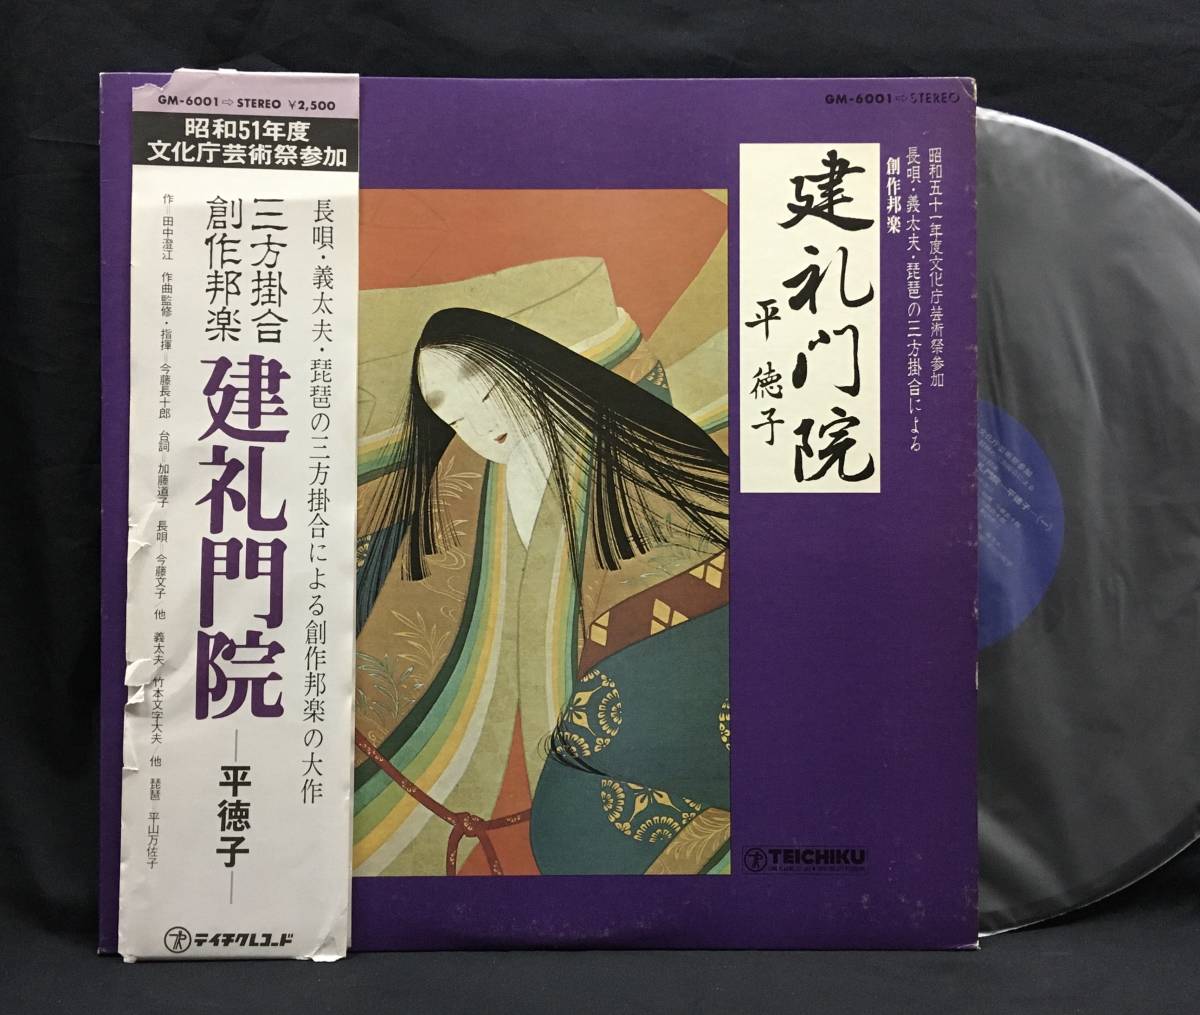 GM-6001⇨STEREO ¥2,500
昭和51年度
文化庁芸術祭参加
長唄・義太夫・琵琶の三方掛合による創作邦楽の大作
三方掛合
創作邦楽
建礼門院
―平徳子―
作=田中澄江 作曲監修・指揮=今藤長十郎 台詞=加藤道子 長唄=今藤文子/他 義太夫 竹本文字大夫/他 琵琶=平山万佐子
テイチクレコード
GM-6001⇨STEREO
昭和五十一年度文化庁芸術祭参加
長唄・義太夫・琵琶の三方掛合による
創作邦楽
建礼門院
平徳子
TEICHIKU